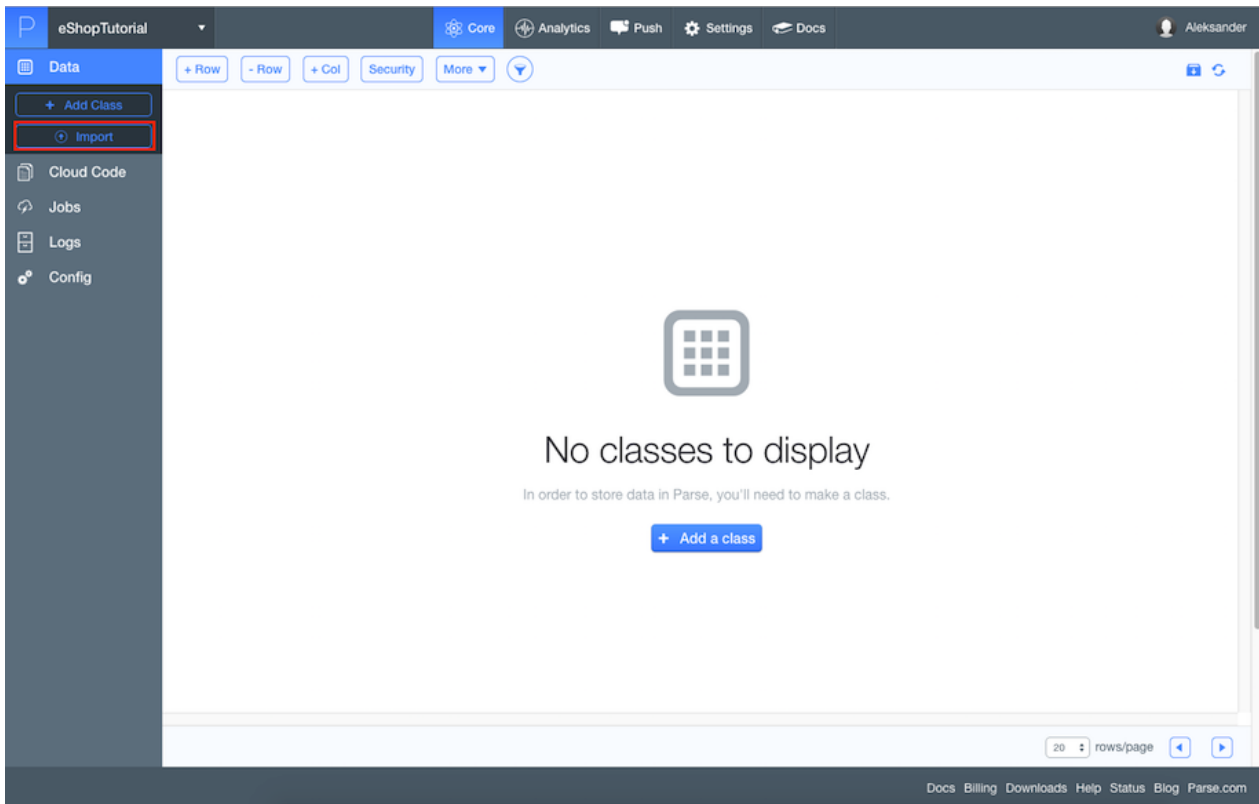 P eShopTutorial Core Analytics Push Settings Docs Aleksander
Data + Row - Row + Col Security More
+ Add Class
Import
Cloud Code
Jobs
Logs
Config
No classes to display
In order to store data in Parse, you'll need to make a class.
+ Add a class
20 rows/page
Docs Billing Downloads Help Status Blog Parse.com